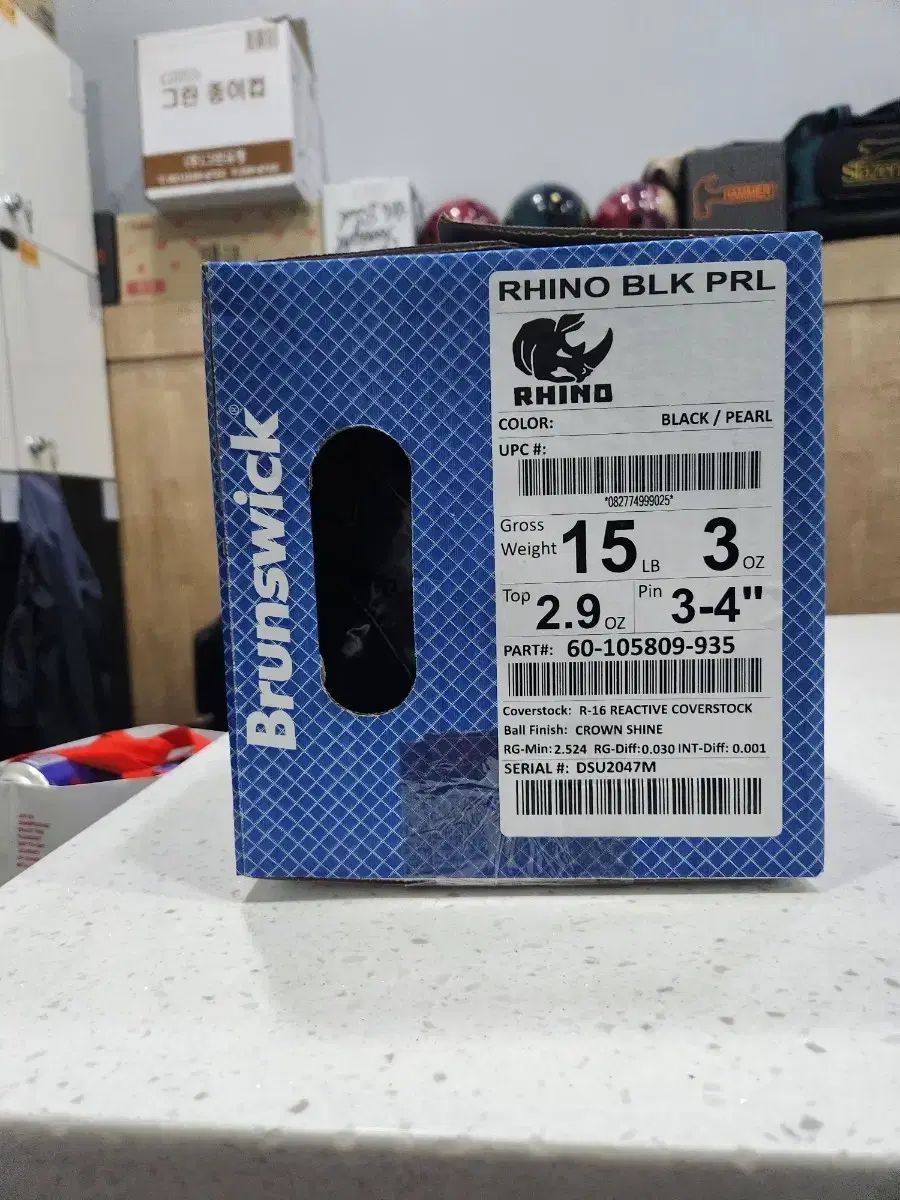 그린 종이컵
HAMMER
RHINO BLK PRL
RHINO
COLOR: BLACK / PEARL
UPC #:
*082774999025*
Gross Weight 15 LB 3 OZ
Top 2.9 OZ Pin 3-4"
PART#: 60-105809-935
Coverstock: R-16 REACTIVE COVERSTOCK
Ball Finish: CROWN SHINE
RG-Min: 2.524 RG-Diff: 0.030 INT-Diff: 0.001
SERIAL #: DSU2047M
Brunswick®